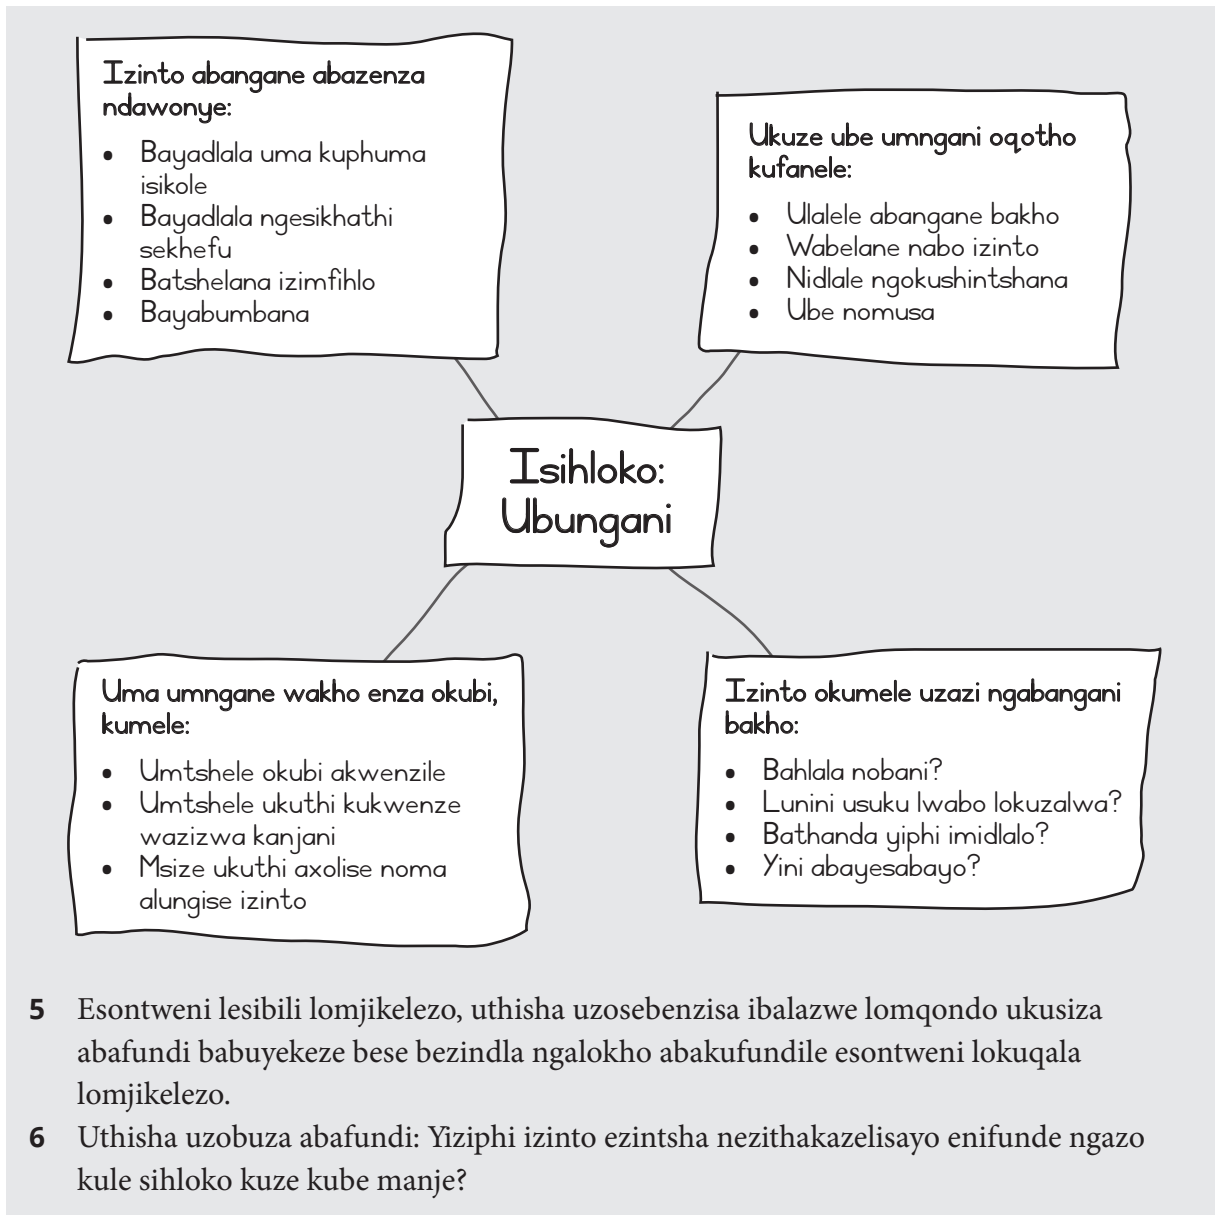 Izinto abangane abazenza
ndawonye:
• Bayadlala uma kuphuma
isikole
• Bayadlala ngesikhathi
sekhefu
• Batshelana izimfihlo
• Bayabumbana
Ukuze ube umngani oqotho
kufanele:
• Ulalele abangane bakho
• Wabelane nabo izinto
• Nidlale ngokushintshana
• Ube nomusa
Isihloko:
Ubungani
Uma umngane wakho enza okubi,
kumele:
• Umtshele okubi akwenzile
• Umtshele ukuthi kukwenze
wazizwa kanjani
• Msize ukuthi axolise noma
alungise izinto
Izinto okumele uzazi ngabangani
bakho:
• Bahlala nobani?
• Lunini usuku lwabo lokuzalwa?
• Bathanda yiphi imidlalo?
• Yini abayesabayo?
5 Esontweni lesibili lomjikelezo, uthisha uzosebenzisa ibalazwe lomqondo ukusiza
abafundi babuyekeze bese bezindla ngalokho abakufundile esontweni lokuqala
lomjikelezo.
6 Uthisha uzobuza abafundi: Yiziphi izinto ezintsha nezithakazelisayo enifunde ngazo
kule sihloko kuze kube manje?